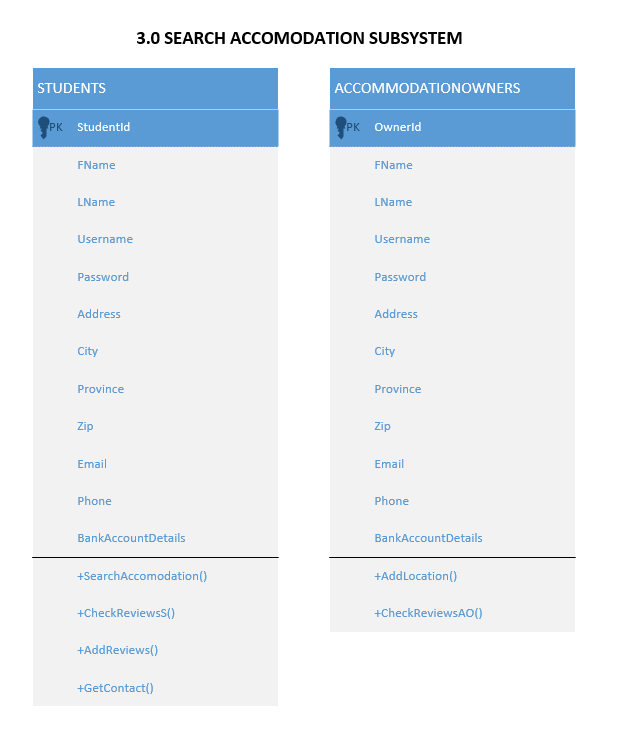 3.0 SEARCH ACCOMODATION SUBSYSTEM
STUDENTS
PK StudentId
FName
LName
Username
Password
Address
City
Province
Zip
Email
Phone
BankAccountDetails
+SearchAccomodation()
+CheckReviewsS()
+AddReviews()
+GetContact()
ACCOMMODATIONOWNERS
PK OwnerId
FName
LName
Username
Password
Address
City
Province
Zip
Email
Phone
BankAccountDetails
+AddLocation()
+CheckReviewsAO()